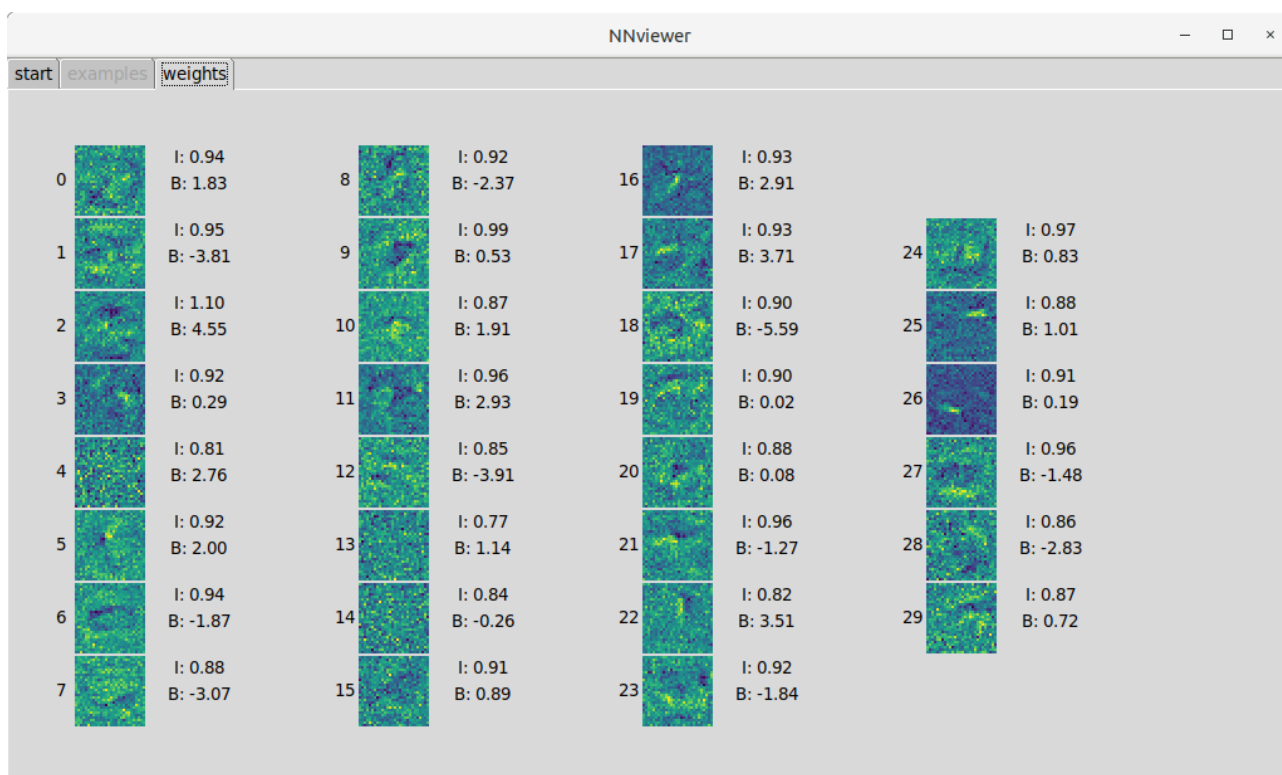 NNviewer
start examples weights
0 I: 0.94
B: 1.83
1 I: 0.95
B: -3.81
2 I: 1.10
B: 4.55
3 I: 0.92
B: 0.29
4 I: 0.81
B: 2.76
5 I: 0.92
B: 2.00
6 I: 0.94
B: -1.87
7 I: 0.88
B: -3.07
8 I: 0.92
B: -2.37
9 I: 0.99
B: 0.53
10 I: 0.87
B: 1.91
11 I: 0.96
B: 2.93
12 I: 0.85
B: -3.91
13 I: 0.77
B: 1.14
14 I: 0.84
B: -0.26
15 I: 0.91
B: 0.89
16 I: 0.93
B: 2.91
17 I: 0.93
B: 3.71
18 I: 0.90
B: -5.59
19 I: 0.90
B: 0.02
20 I: 0.88
B: 0.08
21 I: 0.96
B: -1.27
22 I: 0.82
B: 3.51
23 I: 0.92
B: -1.84
24 I: 0.97
B: 0.83
25 I: 0.88
B: 1.01
26 I: 0.91
B: 0.19
27 I: 0.96
B: -1.48
28 I: 0.86
B: -2.83
29 I: 0.87
B: 0.72